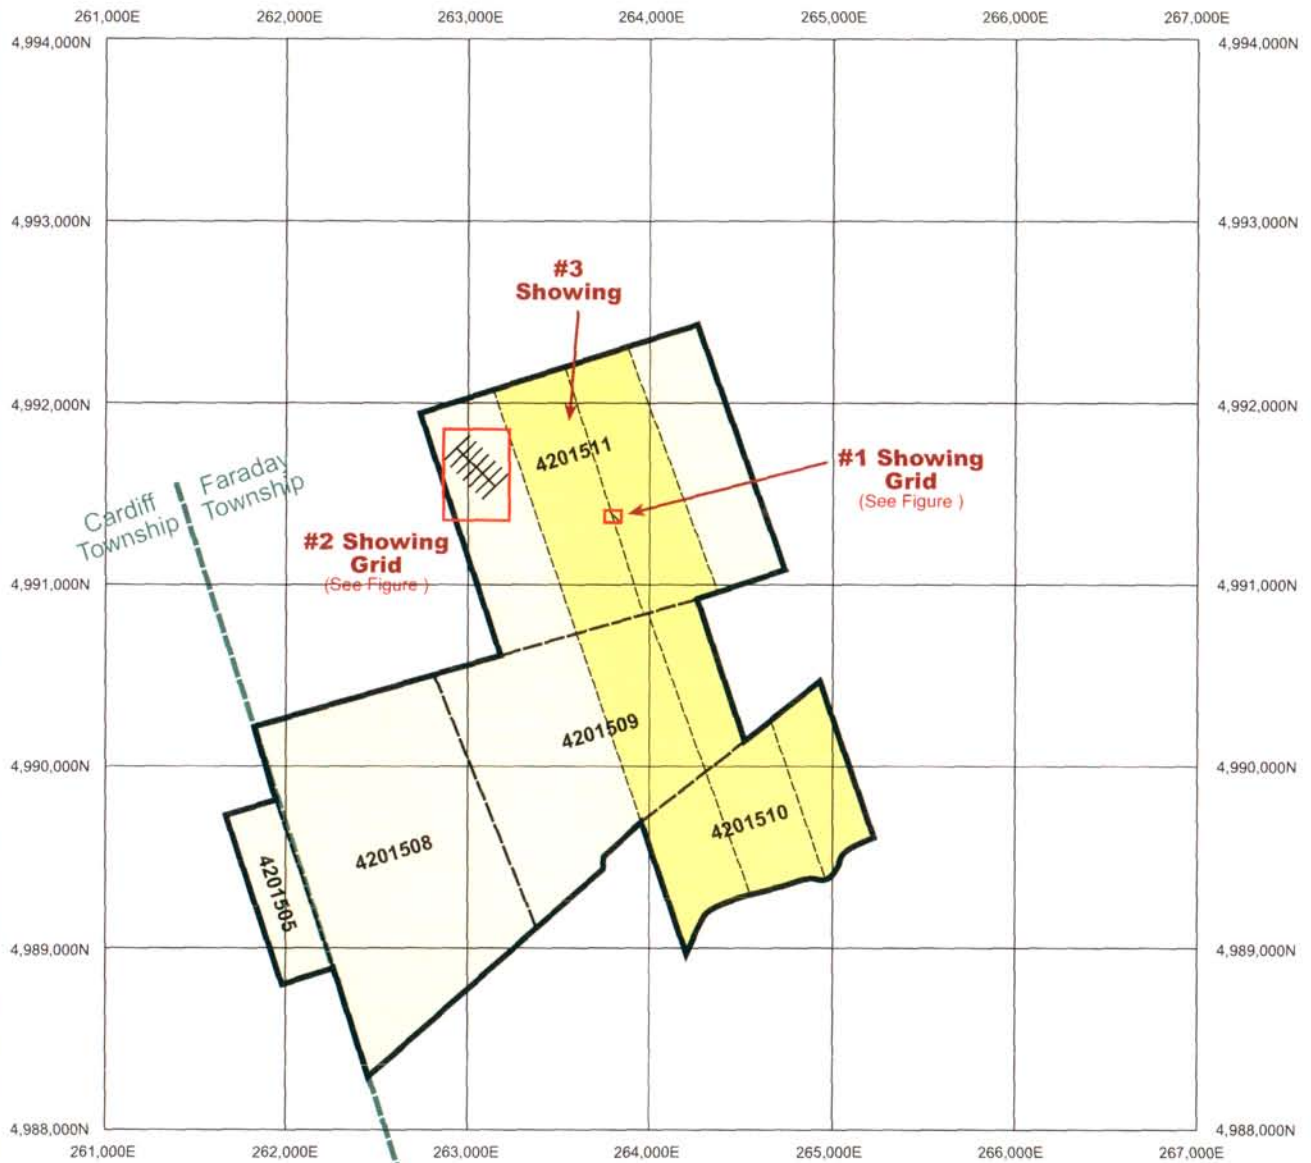 261,000E 262,000E 263,000E 264,000E 265,000E 266,000E 267,000E
4,994,000N 4,994,000N
4,993,000N 4,993,000N
#3
Showing
4,992,000N 4,992,000N
4201511
#1 Showing
Grid
(See Figure )
Cardiff
Township
Faraday
Township
#2 Showing
Grid
(See Figure )
4,991,000N 4,991,000N
4201509
4,990,000N 4,990,000N
4201510
4201508
4201505
4,989,000N 4,989,000N
4,988,000N 4,988,000N
261,000E 262,000E 263,000E 264,000E 265,000E 266,000E 267,000E